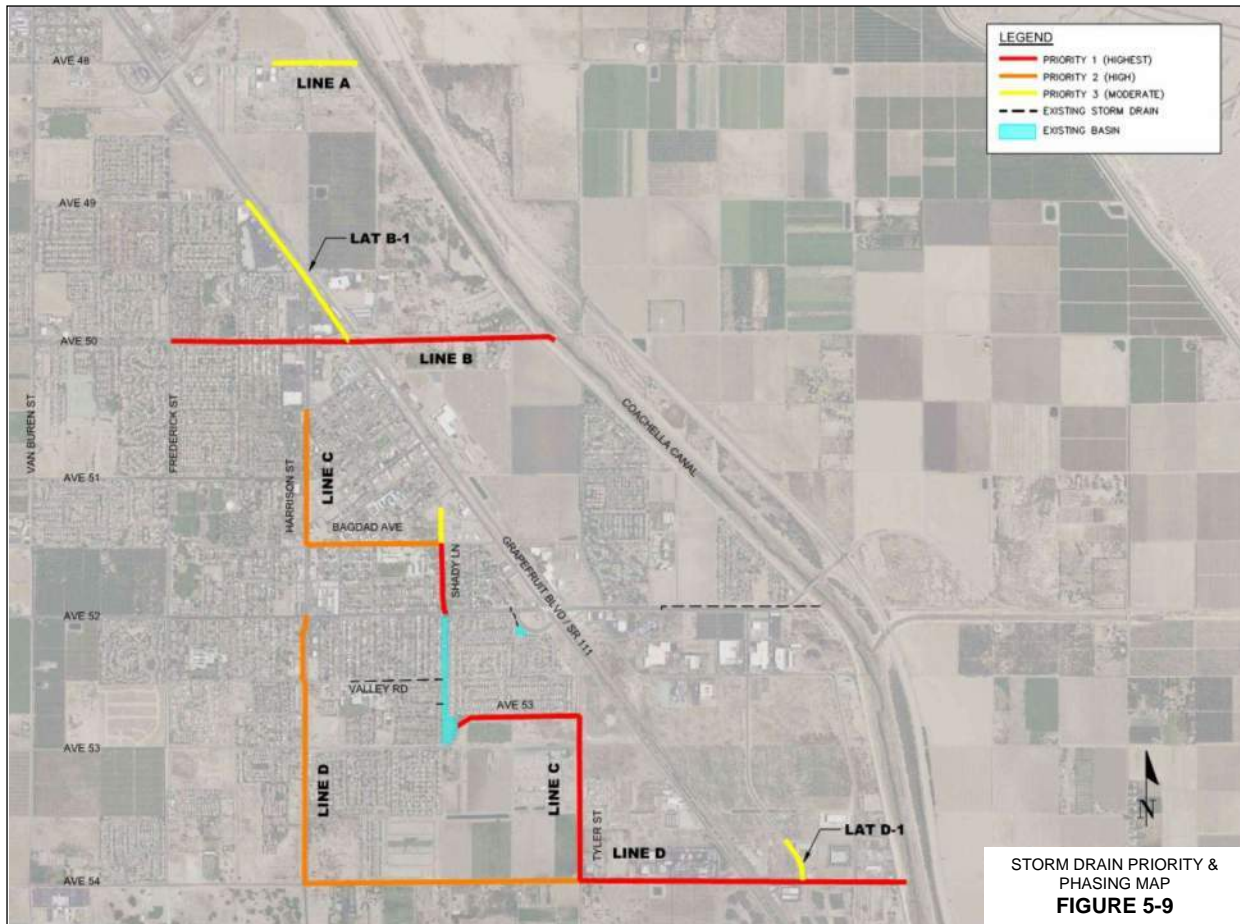 LEGEND
PRIORITY 1 (HIGHEST)
PRIORITY 2 (HIGH)
PRIORITY 3 (MODERATE)
EXISTING STORM DRAIN
EXISTING BASIN
AVE 48
LINE A
AVE 49
LAT B-1
AVE 50
LINE B
VAN BUREN ST
FREDERICK ST
HARRISON ST
LINE C
COACHELLA CANAL
AVE 51
BAGDAD AVE
SHADY LN
GRAPEFRUIT BLVD / SR 111
AVE 52
VALLEY RD
AVE 53
AVE 53
LINE D
LINE C
TYLER ST
LINE D
LAT D-1
AVE 54
N
STORM DRAIN PRIORITY &
PHASING MAP
FIGURE 5-9